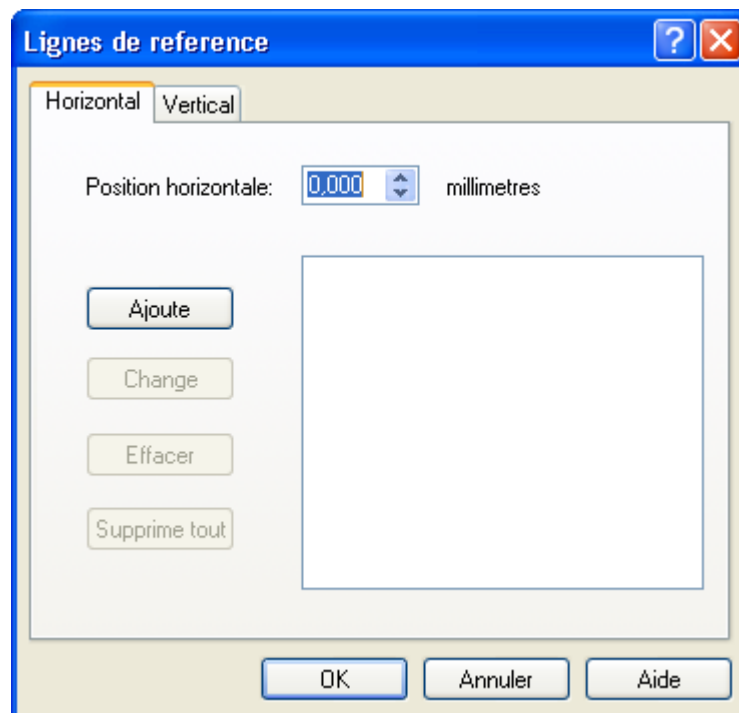 Lignes de reference
Horizontal Vertical
Position horizontale: 0,000 millimetres
Ajoute
Change
Effacer
Supprime tout
OK Annuler Aide